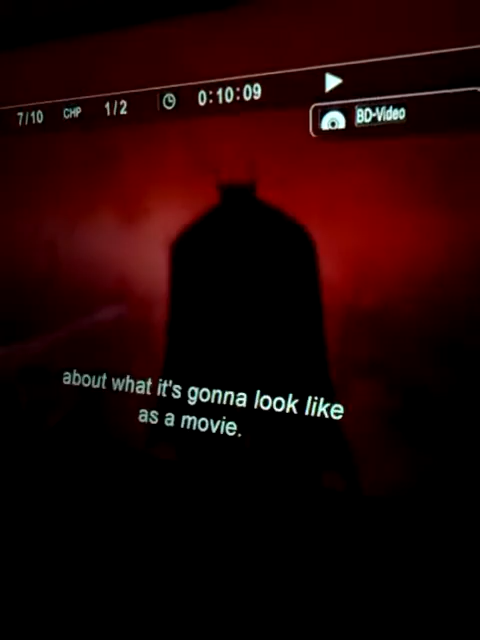 7/10 CHP 1/2 0:10:09
BD-Video
about what it's gonna look like
as a movie.